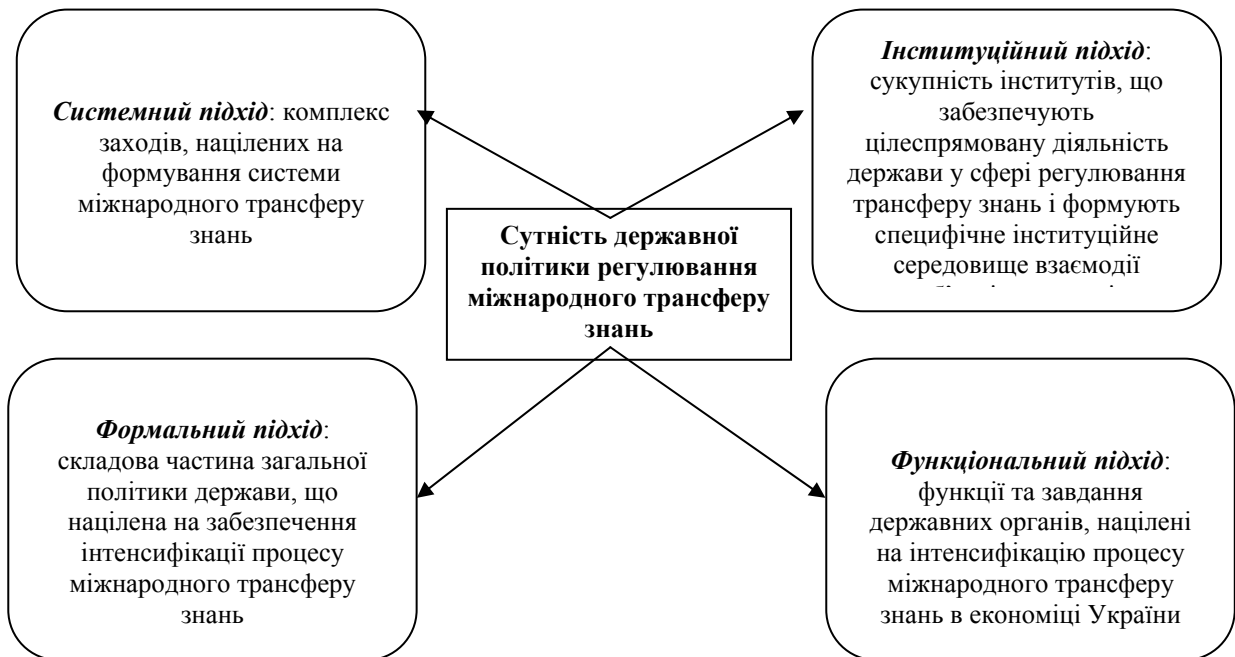 Системний підхід: комплекс
заходів, націлених на
формування системи
міжнародного трансферу
знань
Інституційний підхід:
сукупність інститутів, що
забезпечують
цілеспрямовану діяльність
держави у сфері регулювання
трансферу знань і формують
специфічне інституційне
середовище взаємодії
Сутність державної
політики регулювання
міжнародного трансферу
знань
Формальний підхід:
складова частина загальної
політики держави, що
націлена на забезпечення
інтенсифікації процесу
міжнародного трансферу
знань
Функціональний підхід:
функції та завдання
державних органів, націлені
на інтенсифікацію процесу
міжнародного трансферу
знань в економіці України